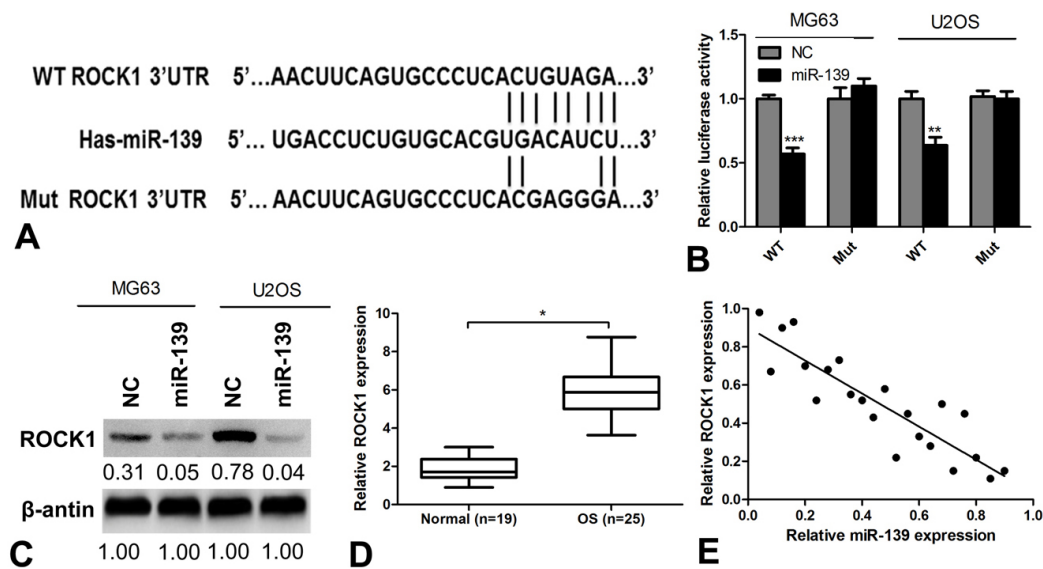 WT ROCK1 3'UTR 5'...AACUUCAGUGCCCUCACUGUAGA...3'
Has-miR-139 5'... UGACCUCUGUGCACGUGACAUCU...3'
Mut ROCK1 3'UTR 5'...AACUUCAGUGCCCUCACGAGGGA...3'
A
MG63 U2OS
Relative luciferase activity
1.5
1.0
0.5
0.0
NC
miR-139
*** **
WT Mut WT Mut
B
MG63 U2OS
NC miR-139 NC miR-139
ROCK1
0.31 0.05 0.78 0.04
β-antin
1.00 1.00 1.00 1.00
C
Relative ROCK1 expression
10
8
6
4
2
0
*
Normal (n=19) OS (n=25)
D
Relative ROCK1 expression
1.0
0.8
0.6
0.4
0.2
0.0
0.0 0.2 0.4 0.6 0.8 1.0
Relative miR-139 expression
E